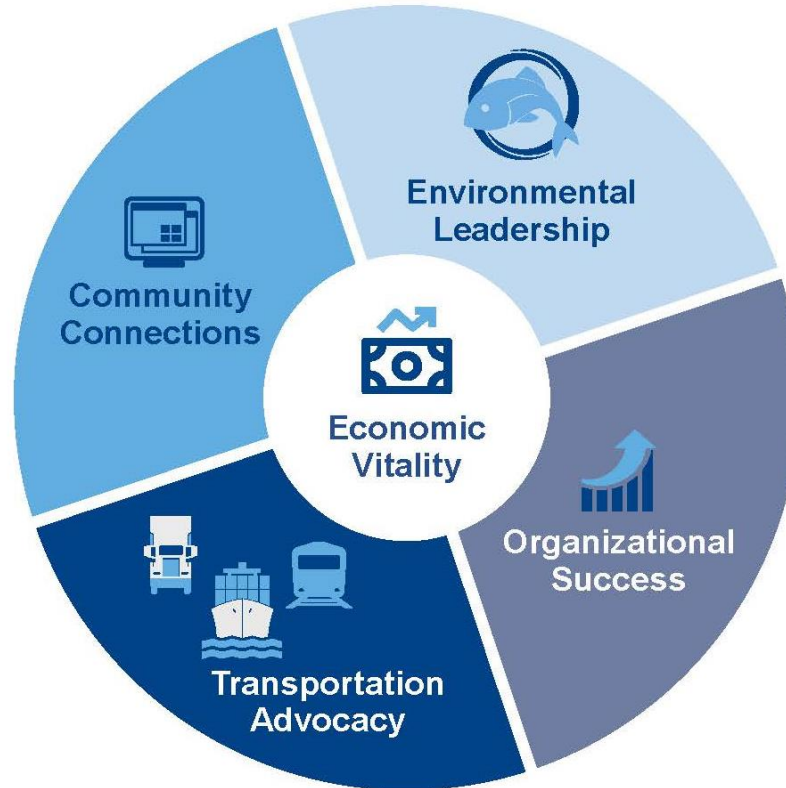 Environmental
Leadership
Community
Connections
Economic
Vitality
Organizational
Success
Transportation
Advocacy